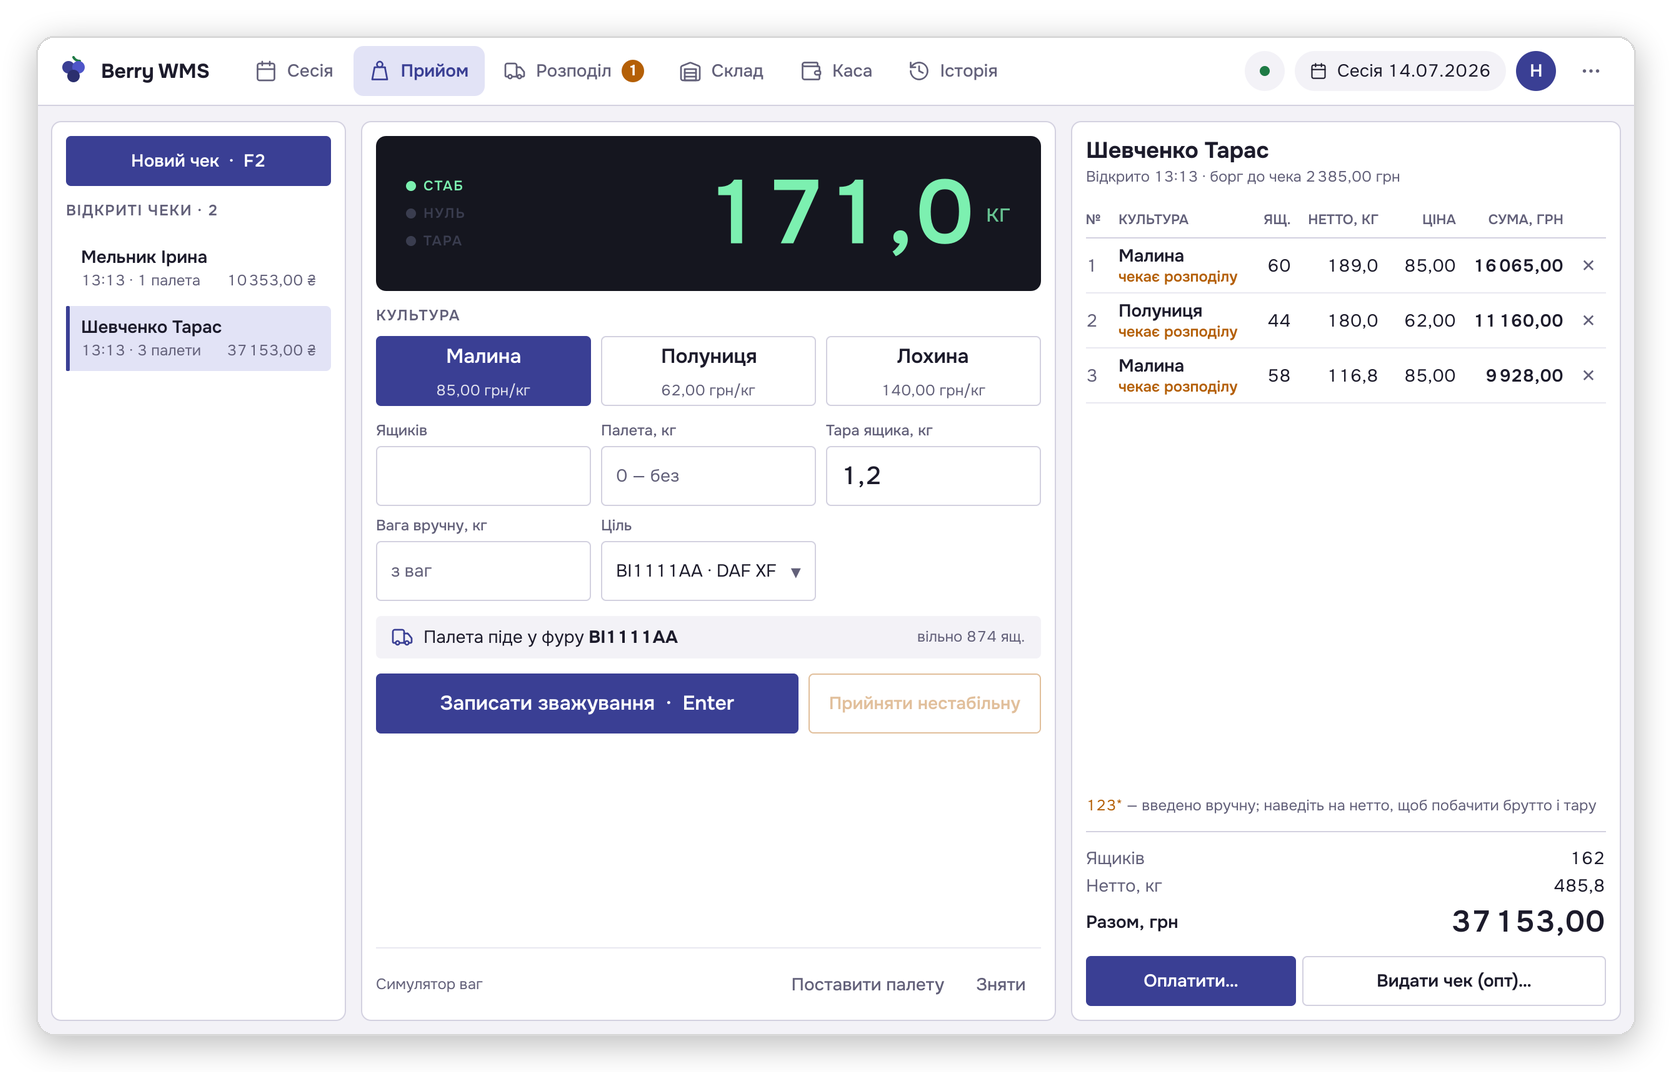 Berry WMS
Сесія
Прийом
Розподіл 1
Склад
Каса
Історія
Сесія 14.07.2026
Н
Новий чек · F2
ВІДКРИТІ ЧЕКИ · 2
Мельник Ірина
13:13 · 1 палета 10 353,00 ₴
Шевченко Тарас
13:13 · 3 палети 37 153,00 ₴
СТАБ
НУЛЬ
ТАРА
171,0 КГ
КУЛЬТУРА
Малина
85,00 грн/кг
Полуниця
62,00 грн/кг
Лохина
140,00 грн/кг
Ящиків
Палета, кг
0 — без
Тара ящика, кг
1,2
Вага вручну, кг
з ваг
Ціль
BI1111AA · DAF XF
Палета піде у фуру BI1111AA
вільно 874 ящ.
Записати зважування · Enter
Прийняти нестабільну
Симулятор ваг
Поставити палету
Зняти
Шевченко Тарас
Відкрито 13:13 · борг до чека 2 385,00 грн
№ КУЛЬТУРА ЯЩ. НЕТТО, КГ ЦІНА СУМА, ГРН
1 Малина 60 189,0 85,00 16 065,00 ×
чекає розподілу
2 Полуниця 44 180,0 62,00 11 160,00 ×
чекає розподілу
3 Малина 58 116,8 85,00 9 928,00 ×
чекає розподілу
123* — введено вручну; наведіть на нетто, щоб побачити брутто і тару
Ящиків 162
Нетто, кг 485,8
Разом, грн 37 153,00
Оплатити...
Видати чек (опт)...